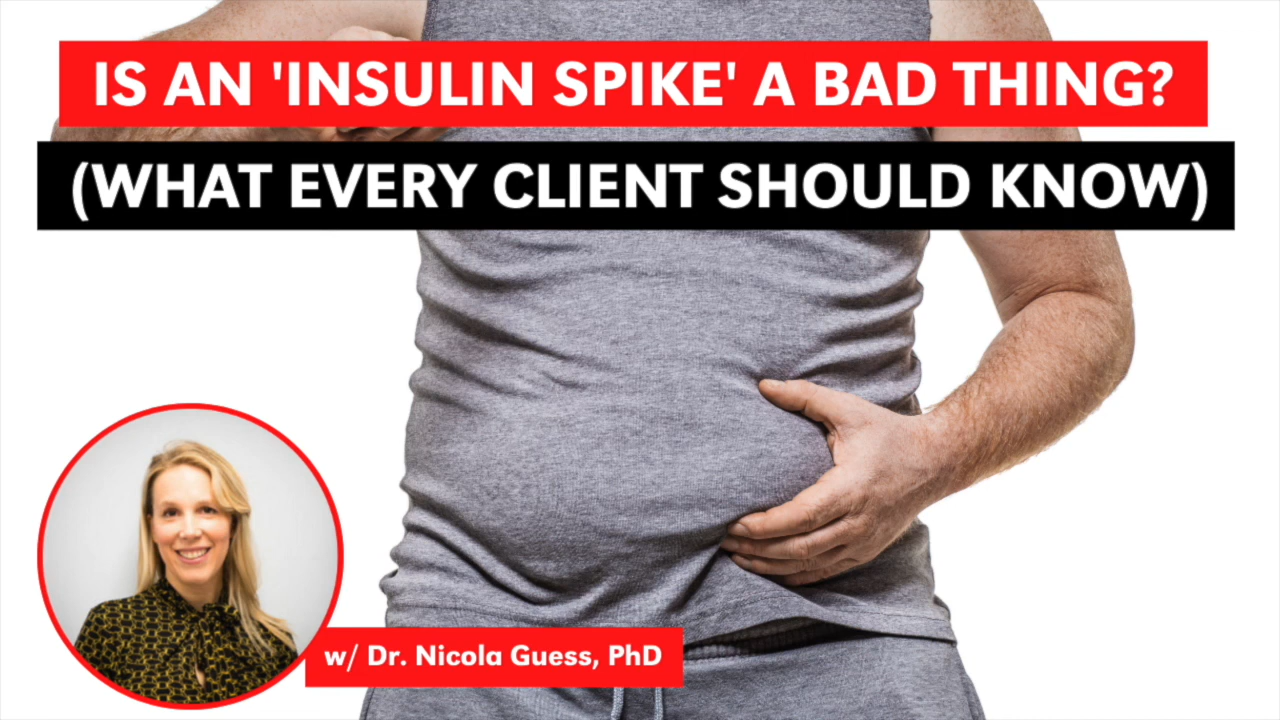 IS AN 'INSULIN SPIKE' A BAD THING?
(WHAT EVERY CLIENT SHOULD KNOW)
w/ Dr. Nicola Guess, PhD